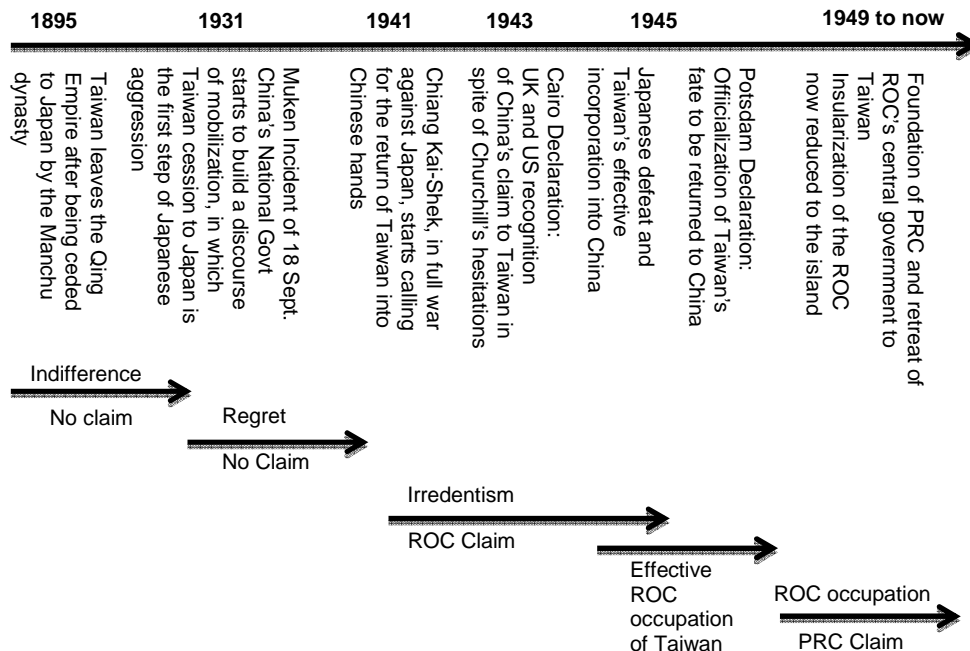 1895
1931
1941
1943
1945
1949 to now
Taiwan leaves the Qing
Empire after being ceded
to Japan by the Manchu
dynasty
Muken Incident of 18 Sept.
China's National Govt
starts to build a discourse
of mobilization, in which
Taiwan cession to Japan is
the first step of Japanese
aggression
Chiang Kai-Shek, in full war
against Japan, starts calling
for the return of Taiwan into
Chinese hands
Cairo Declaration:
UK and US recognition
of China's claim to Taiwan in
spite of Churchill's hesitations
Japanese defeat and
Taiwan's effective
incorporation into China
Potsdam Declaration:
Offiicialization of Taiwan's
fate to be returned to China
Foundation of PRC and retreat of
ROC's central government to
Taiwan
Insularization of the ROC
now reduced to the island
Indifference
No claim
Regret
No Claim
Irredentism
ROC Claim
Effective
ROC
occupation
of Taiwan
ROC occupation
PRC Claim